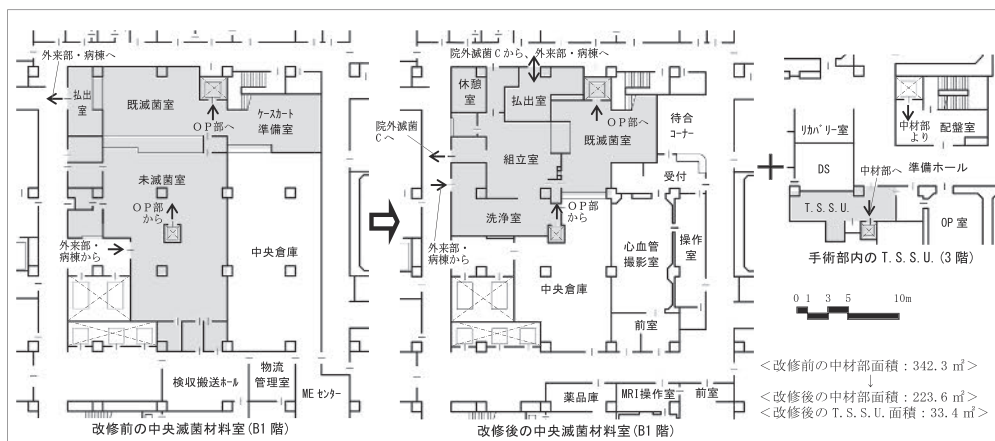 外来部・病棟へ
払出
室
既滅菌室
OP部へ
ケースカート
準備室
未滅菌室
OP部
から
外来部・
病棟から
中央倉庫
検収搬送ホール
物流
管理室
MEセンター
改修前の中央滅菌材料室(B1階)
院外滅菌Cから、外来部・病棟へ
休憩
室
払出室
OP部へ
既滅菌室
待合
コーナー
院外滅菌
Cへ
組立室
受付
洗浄室
OP部
から
外来部・
病棟から
心血管
撮影室
操作
室
中央倉庫
前室
薬品庫
MRI操作室
前室
改修後の中央滅菌材料室(B1階)
リカバリー室
中材部
より
配盤室
準備ホール
DS
中材部へ
T.S.S.U.
OP室
手術部内のT.S.S.U.(3階)
0 1 3 5 10m
<改修前の中材部面積:342.3㎡>
↓
<改修後の中材部面積:223.6㎡>
<改修後のT.S.S.U.面積:33.4㎡>